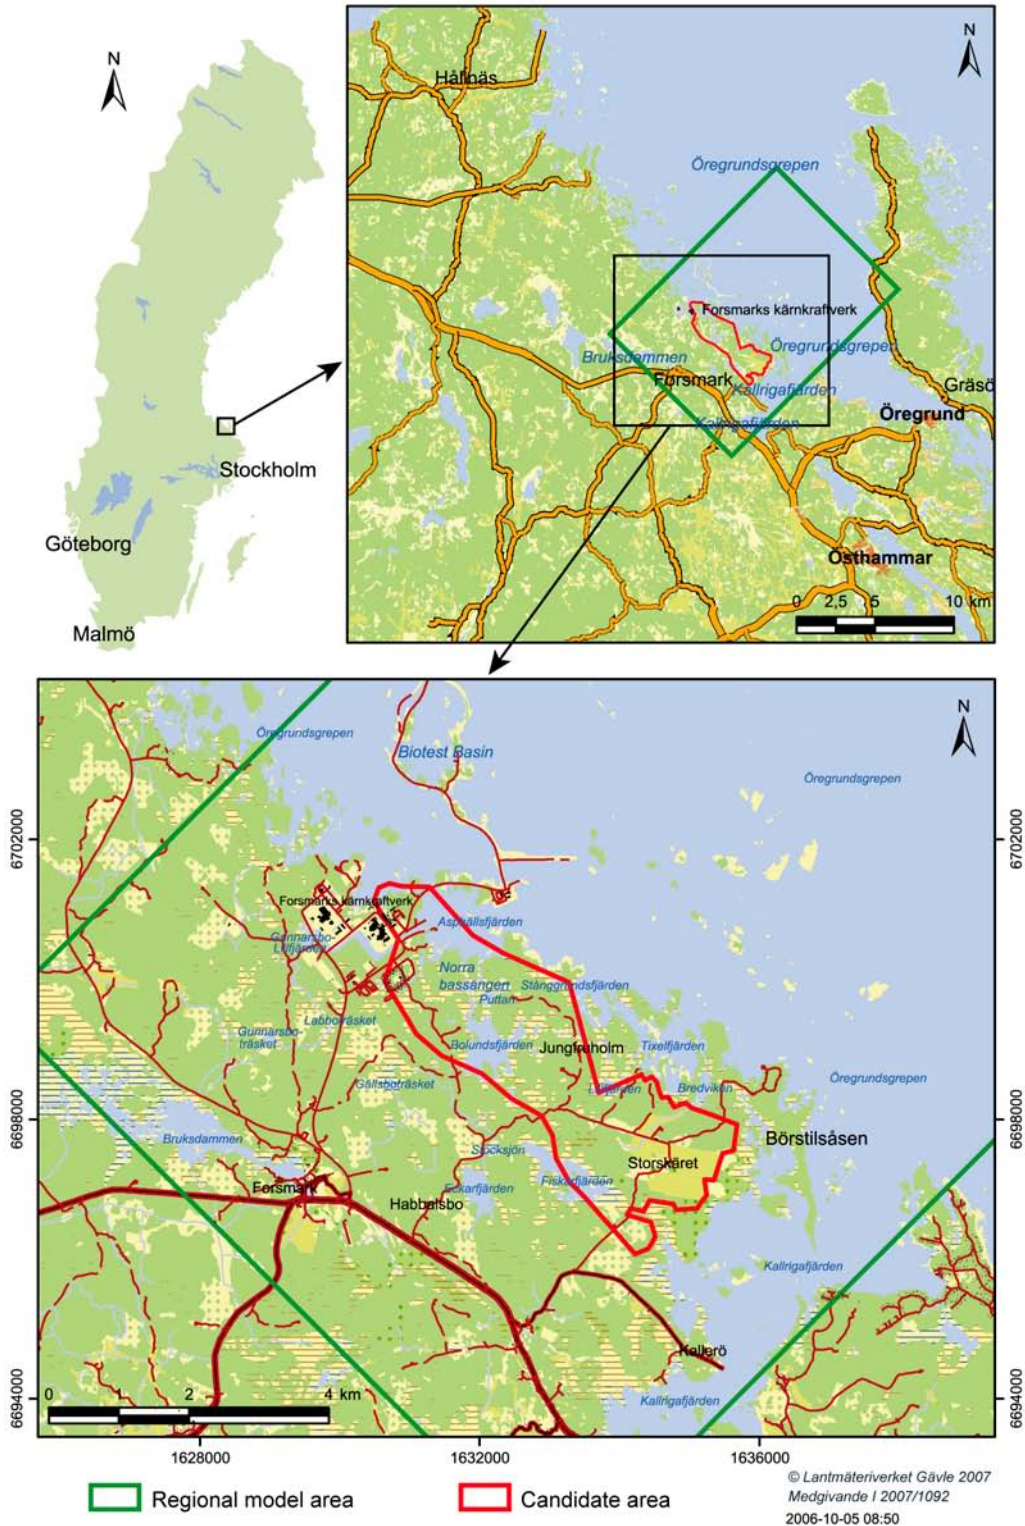 N
Stockholm
Göteborg
Malmö
N
Hållnäs
Öregrundsgrepen
Forsmarks kärnkraftverk
Öregrundsgrepen
Bruksdammen
Forsmark
Kallrigafjärden
Gräsö
Öregrund
Kallrigafjärden
Östhammar
0 2,5 5 10 km
N
Öregrundsgrepen
Biotest Basin
Öregrundsgrepen
6702000
6702000
Forsmarks kärnkraftverk
Asphällsfjärden
Gunnarsbo-
Lillfjärden
Norra
bassängen
Puttan
Stånggrundsfjärden
Labboträsket
Gunnarsbo-
träsket
Bolundsfjärden
Jungfruholm
Tixelfjärden
Gällsboträsket
Lillfjärden
Bredviken
Öregrundsgrepen
6698000
6698000
Bruksdammen
Börstilsåsen
Stocksjön
Storskäret
Forsmark
Eckarfjärden
Fiskarfjärden
Habbalsbo
Kallrigafjärden
Kallerö
Kallrigafjärden
6694000
6694000
0 1 2 4 km
1628000
1632000
1636000
Regional model area
Candidate area
© Lantmäteriverket Gävle 2007
Medgivande I 2007/1092
2006-10-05 08:50